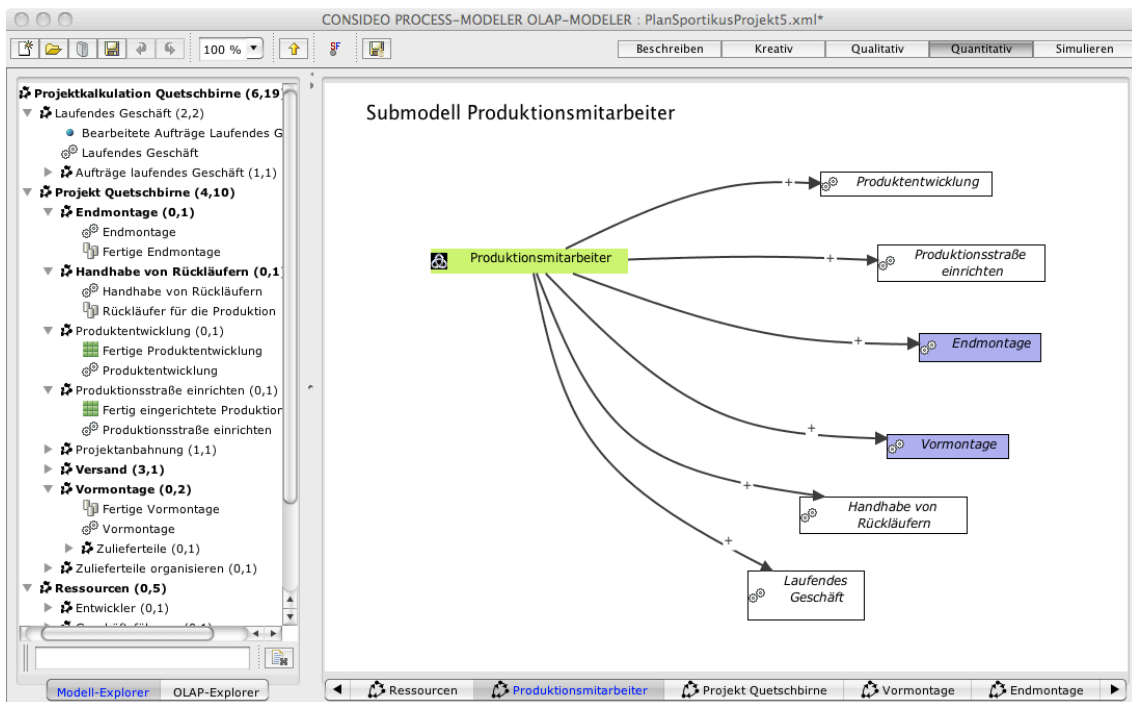 CONSIDEO PROCESS-MODELER OLAP-MODELER : PlanSportikusProjekt5.xml*
100 %
SF
Beschreiben
Kreativ
Qualitativ
Quantitativ
Simulieren
Projektkalkulation Quetschbirne (6,19
Laufendes Geschäft (2,2)
Bearbeitete Aufträge Laufendes G
Laufendes Geschäft
Aufträge laufendes Geschäft (1,1)
Projekt Quetschbirne (4,10)
Endmontage (0,1)
Endmontage
Fertige Endmontage
Handhabe von Rückläufern (0,1
Handhabe von Rückläufern
Rückläufer für die Produktion
Produktentwicklung (0,1)
Fertige Produktentwicklung
Produktentwicklung
Produktionsstraße einrichten (0,1)
Fertig eingerichtete Produktion
Produktionsstraße einrichten
Projektanbahnung (1,1)
Versand (3,1)
Vormontage (0,2)
Fertige Vormontage
Vormontage
Zulieferteile (0,1)
Zulieferteile organisieren (0,1)
Ressourcen (0,5)
Entwickler (0,1)
Modell-Explorer
OLAP-Explorer
Submodell Produktionsmitarbeiter
Produktionsmitarbeiter
+
Produktentwicklung
+
Produktionsstraße
einrichten
+
Endmontage
+
Vormontage
+
Handhabe von
Rückläufern
+
Laufendes
Geschäft
Ressourcen
Produktionsmitarbeiter
Projekt Quetschbirne
Vormontage
Endmontage